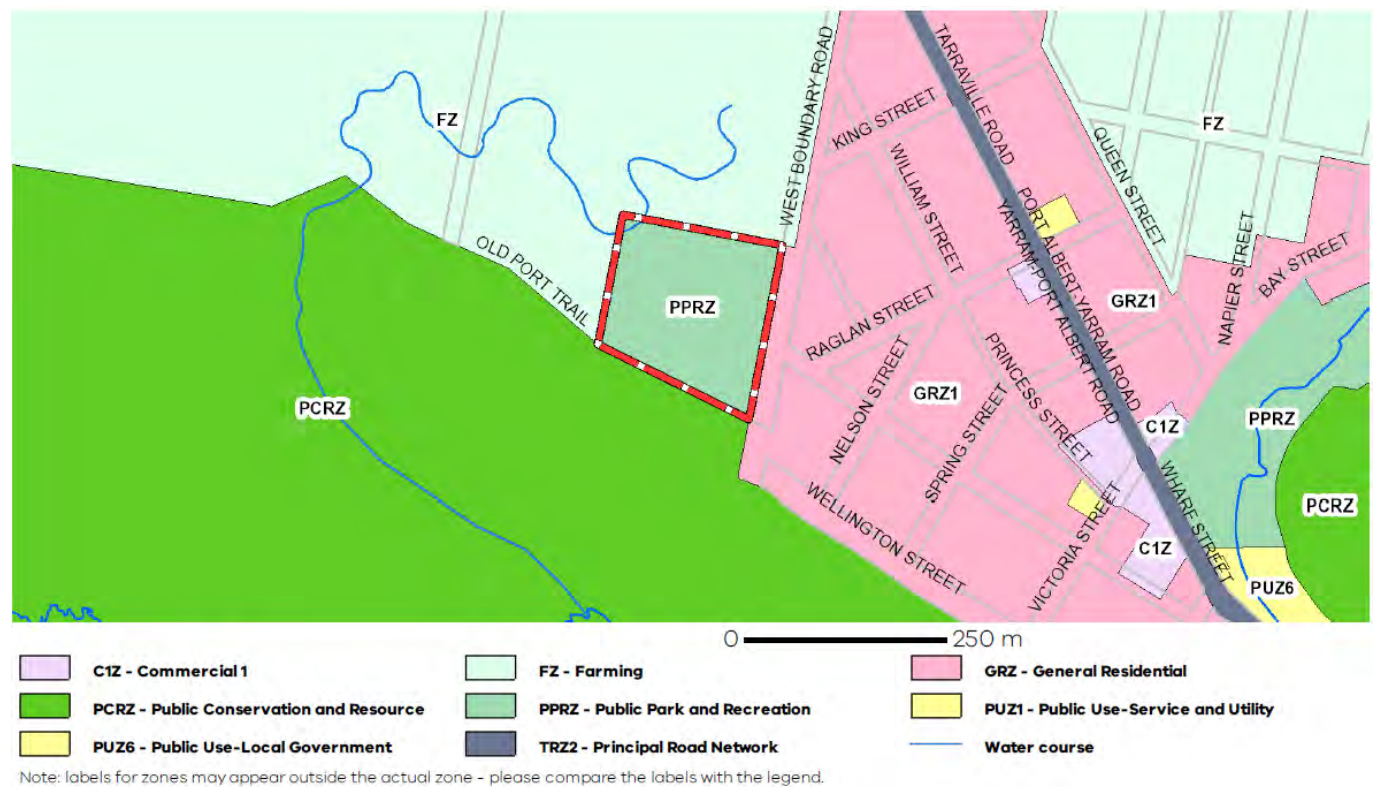 TARRAVILLE ROAD
WEST BOUNDARY ROAD
KING STREET
FZ
FZ
QUEEN STREET
WILLIAM STREET
PORT ALBERT YARRAM ROAD
YARRAM-PORT ALBERT ROAD
OLD PORT TRAIL
NAPIER STREET
BAY STREET
PPRZ
GRZ1
RAGLAN STREET
PRINCESS STREET
NELSON STREET
GRZ1
SPRING STREET
PCRZ
C1Z
PPRZ
WHARF STREET
PCRZ
WELLINGTON STREET
VICTORIA STREET
C1Z
PUZ6
0 250 m
C1Z - Commercial 1
FZ - Farming
GRZ - General Residential
PCRZ - Public Conservation and Resource
PPRZ - Public Park and Recreation
PUZ1 - Public Use-Service and Utility
PUZ6 - Public Use-Local Government
TRZ2 - Principal Road Network
Water course
Note: labels for zones may appear outside the actual zone - please compare the labels with the legend.